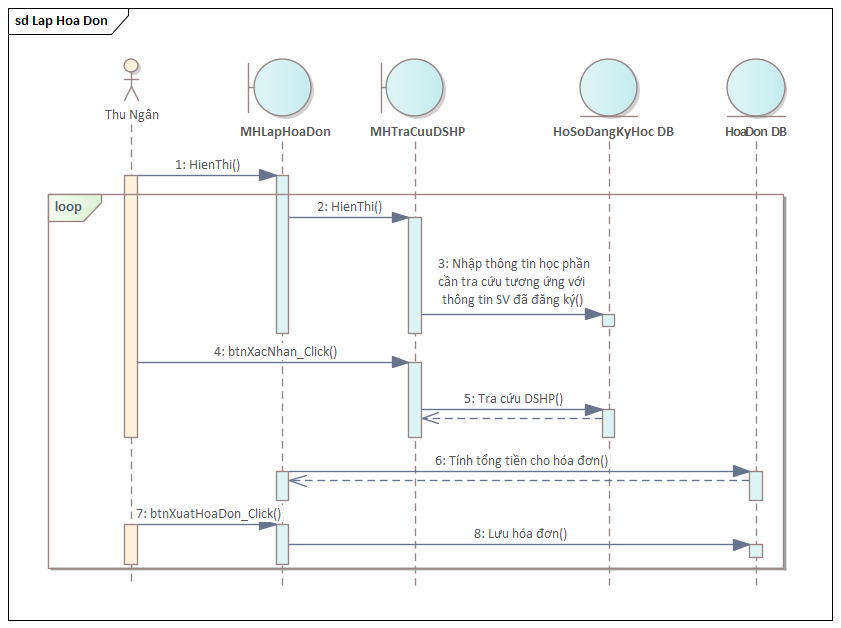 sd Lap Hoa Don
Thu Ngân
MHLapHoaDon
MHTraCuuDSHP
HoSoDangKyHoc DB
HoaDon DB
1: HienThi()
loop
2: HienThi()
3: Nhập thông tin học phần
cần tra cứu tương ứng với
thông tin SV đã đăng ký()
4: btnXacNhan_Click()
5: Tra cứu DSHP()
6: Tính tổng tiền cho hóa đơn()
7: btnXuatHoaDon_Click()
8: Lưu hóa đơn()